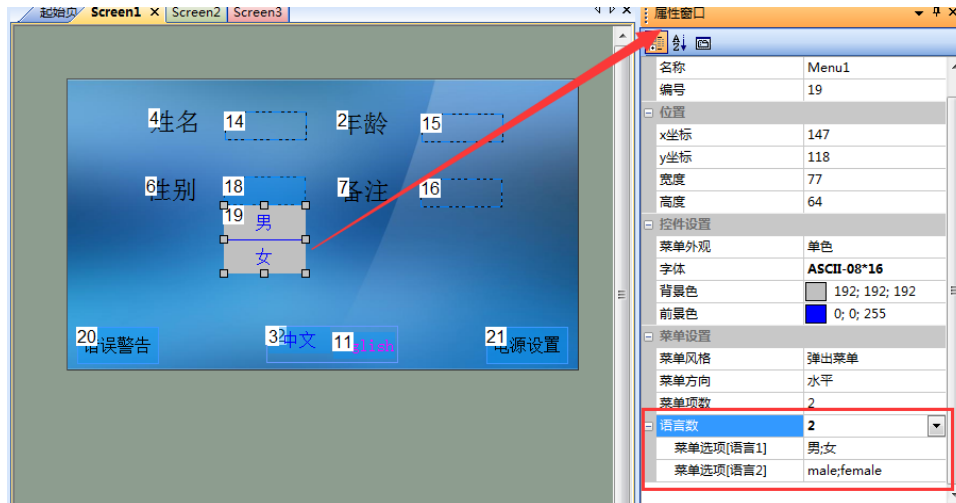 起始页 Screen1 × Screen2 Screen3
属性窗口
名称 Menu1
编号 19
位置
x坐标 147
y坐标 118
宽度 77
高度 64
控件设置
菜单外观 单色
字体 ASCII-08*16
背景色 192; 192; 192
前景色 0; 0; 255
菜单设置
菜单风格 弹出菜单
菜单方向 水平
菜单项数 2
语言数 2
菜单选项[语言1] 男;女
菜单选项[语言2] male;female
4 姓名 14 2 年龄 15
6 性别 18 7 备注 16
19 男
女
20 错误警告 3 中文 11 glish 21 电源设置